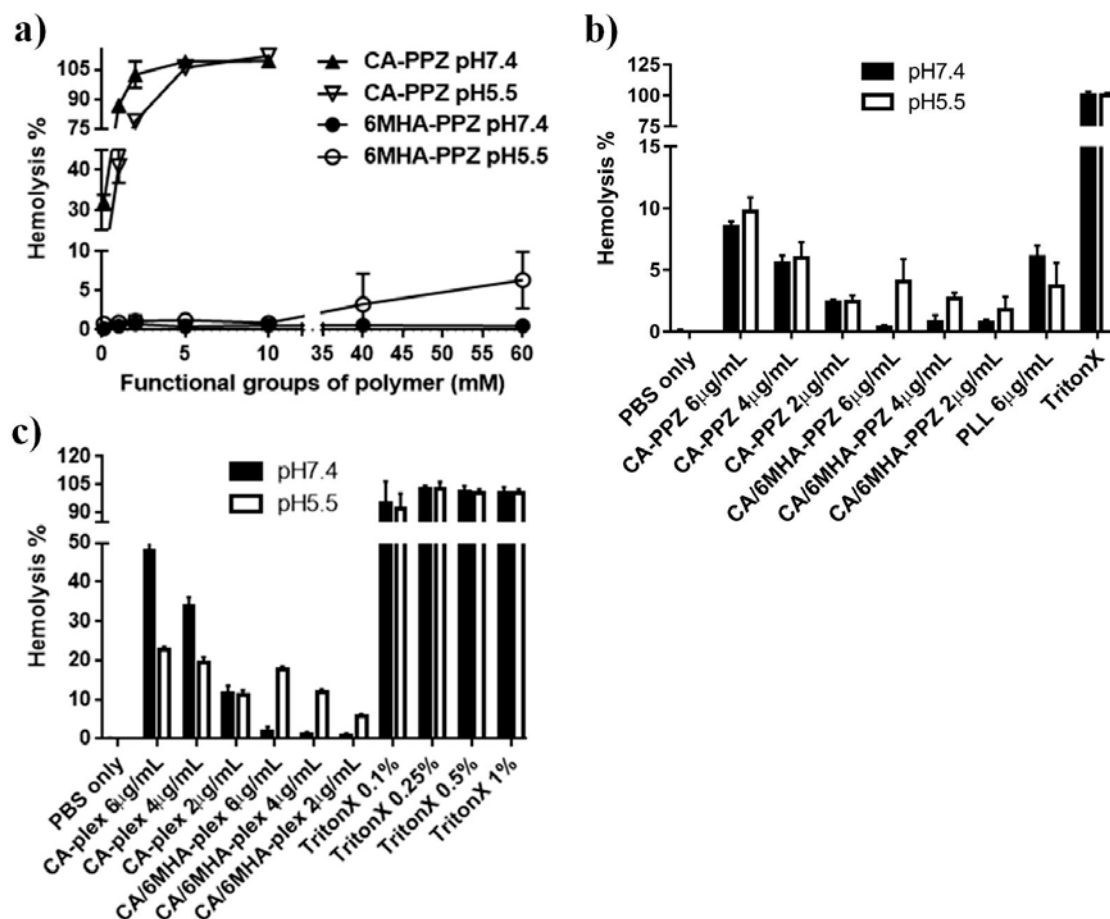 a)
Hemolysis %
105
90
75
40
30
10
5
0
0
5
10
35
40
45
50
55
60
Functional groups of polymer (mM)
CA-PPZ pH7.4
CA-PPZ pH5.5
6MHA-PPZ pH7.4
6MHA-PPZ pH5.5
b)
Hemolysis %
125
100
75
50
25
15
10
5
0
pH7.4
pH5.5
PBS only
CA-PPZ 6μg/mL
CA-PPZ 4μg/mL
CA-PPZ 2μg/mL
CA/6MHA-PPZ 6μg/mL
CA/6MHA-PPZ 4μg/mL
CA/6MHA-PPZ 2μg/mL
PLL 6μg/mL
TritonX
c)
Hemolysis %
120
105
90
50
40
30
20
10
0
pH7.4
pH5.5
PBS only
CA-plex 6μg/mL
CA-plex 4μg/mL
CA-plex 2μg/mL
CA/6MHA-plex 6μg/mL
CA/6MHA-plex 4μg/mL
CA/6MHA-plex 2μg/mL
TritonX 0.1%
TritonX 0.25%
TritonX 0.5%
TritonX 1%